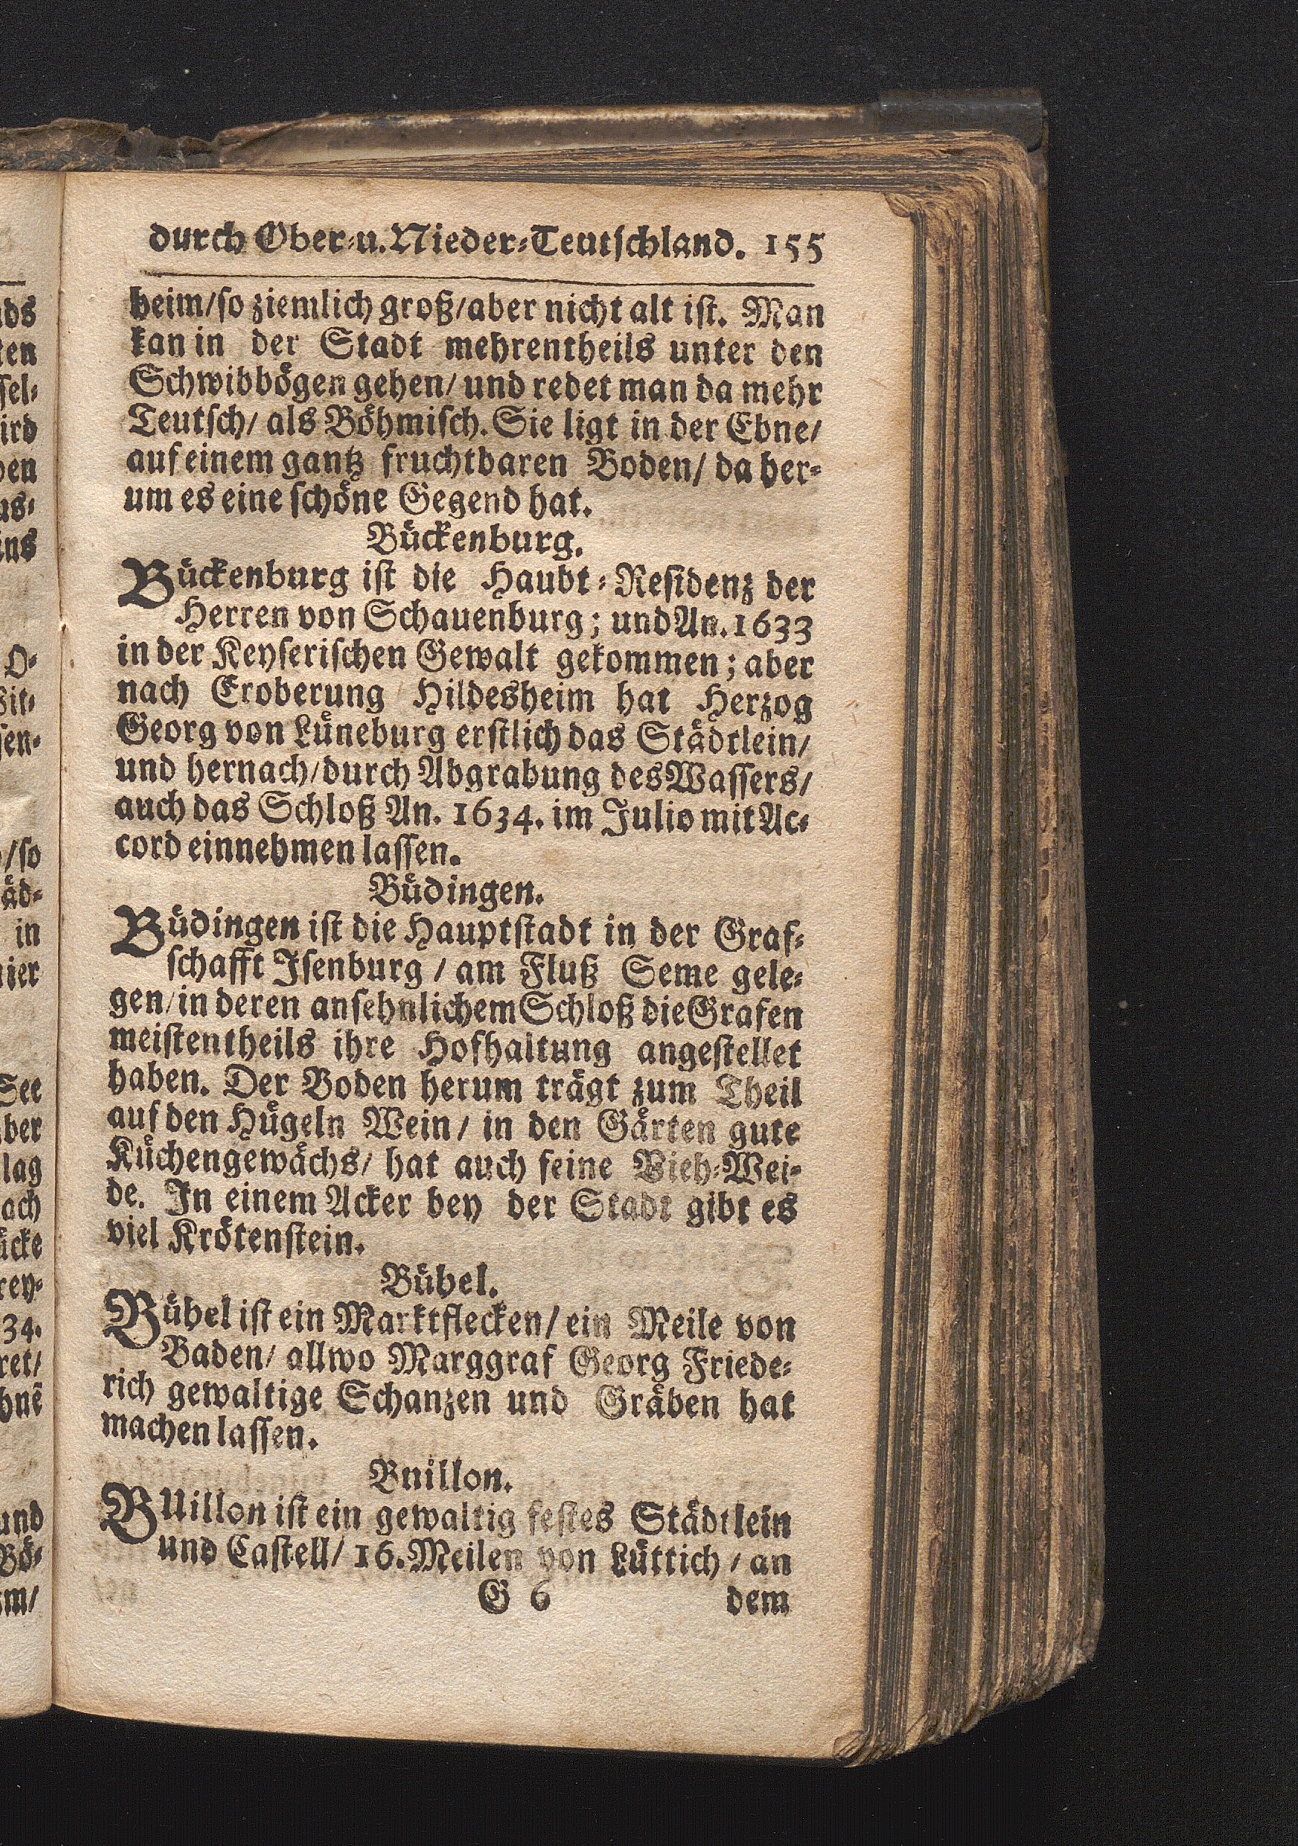 durch Ober-u. Nieder-Teutschland. 155
heim/so ziemlich groß/aber nicht alt ist. Man
kan in der Stadt mehrentheils unter den
Schwibbögen gehen/ und redet man da mehr
Teutsch/ als Böhmisch. Sie ligt in der Ebne/
auf einem gantz fruchtbaren Boden/ da her-
um es eine schöne Gegend hat.
Bückenburg.
Bückenburg ist die Haubt-Residenz der
Herren von Schauenburg; und An. 1633
in der Keyserischen Gewalt gekommen; aber
nach Eroberung Hildesheim hat Herzog
Georg von Lüneburg erstlich das Städtlein/
und hernach/durch Abgrabung des Wassers/
auch das Schloß An. 1634. im Julio mit Ac-
cord einnehmen lassen.
Büdingen.
Büdingen ist die Hauptstadt in der Graf-
schafft Isenburg / am Fluß Seme gele-
gen/in deren ansehnlichem Schloß die Grafen
meistentheils ihre Hofhaltung angestellet
haben. Der Boden herum trägt zum Theil
auf den Hügeln Wein/ in den Gärten gute
Küchengewächs/ hat auch feine Vieh-Wei-
de. In einem Acker bey der Stadt gibt es
viel Krötenstein.
Bühel.
Bühel ist ein Marktflecken/ ein Meile von
Baden/ allwo Marggraf Georg Friede-
rich gewaltige Schanzen und Gräben hat
machen lassen.
Bnillon.
BUillon ist ein gewaltig festes Städtlein
und Castell/ 16. Meilen von Lüttich / an
G 6 dem